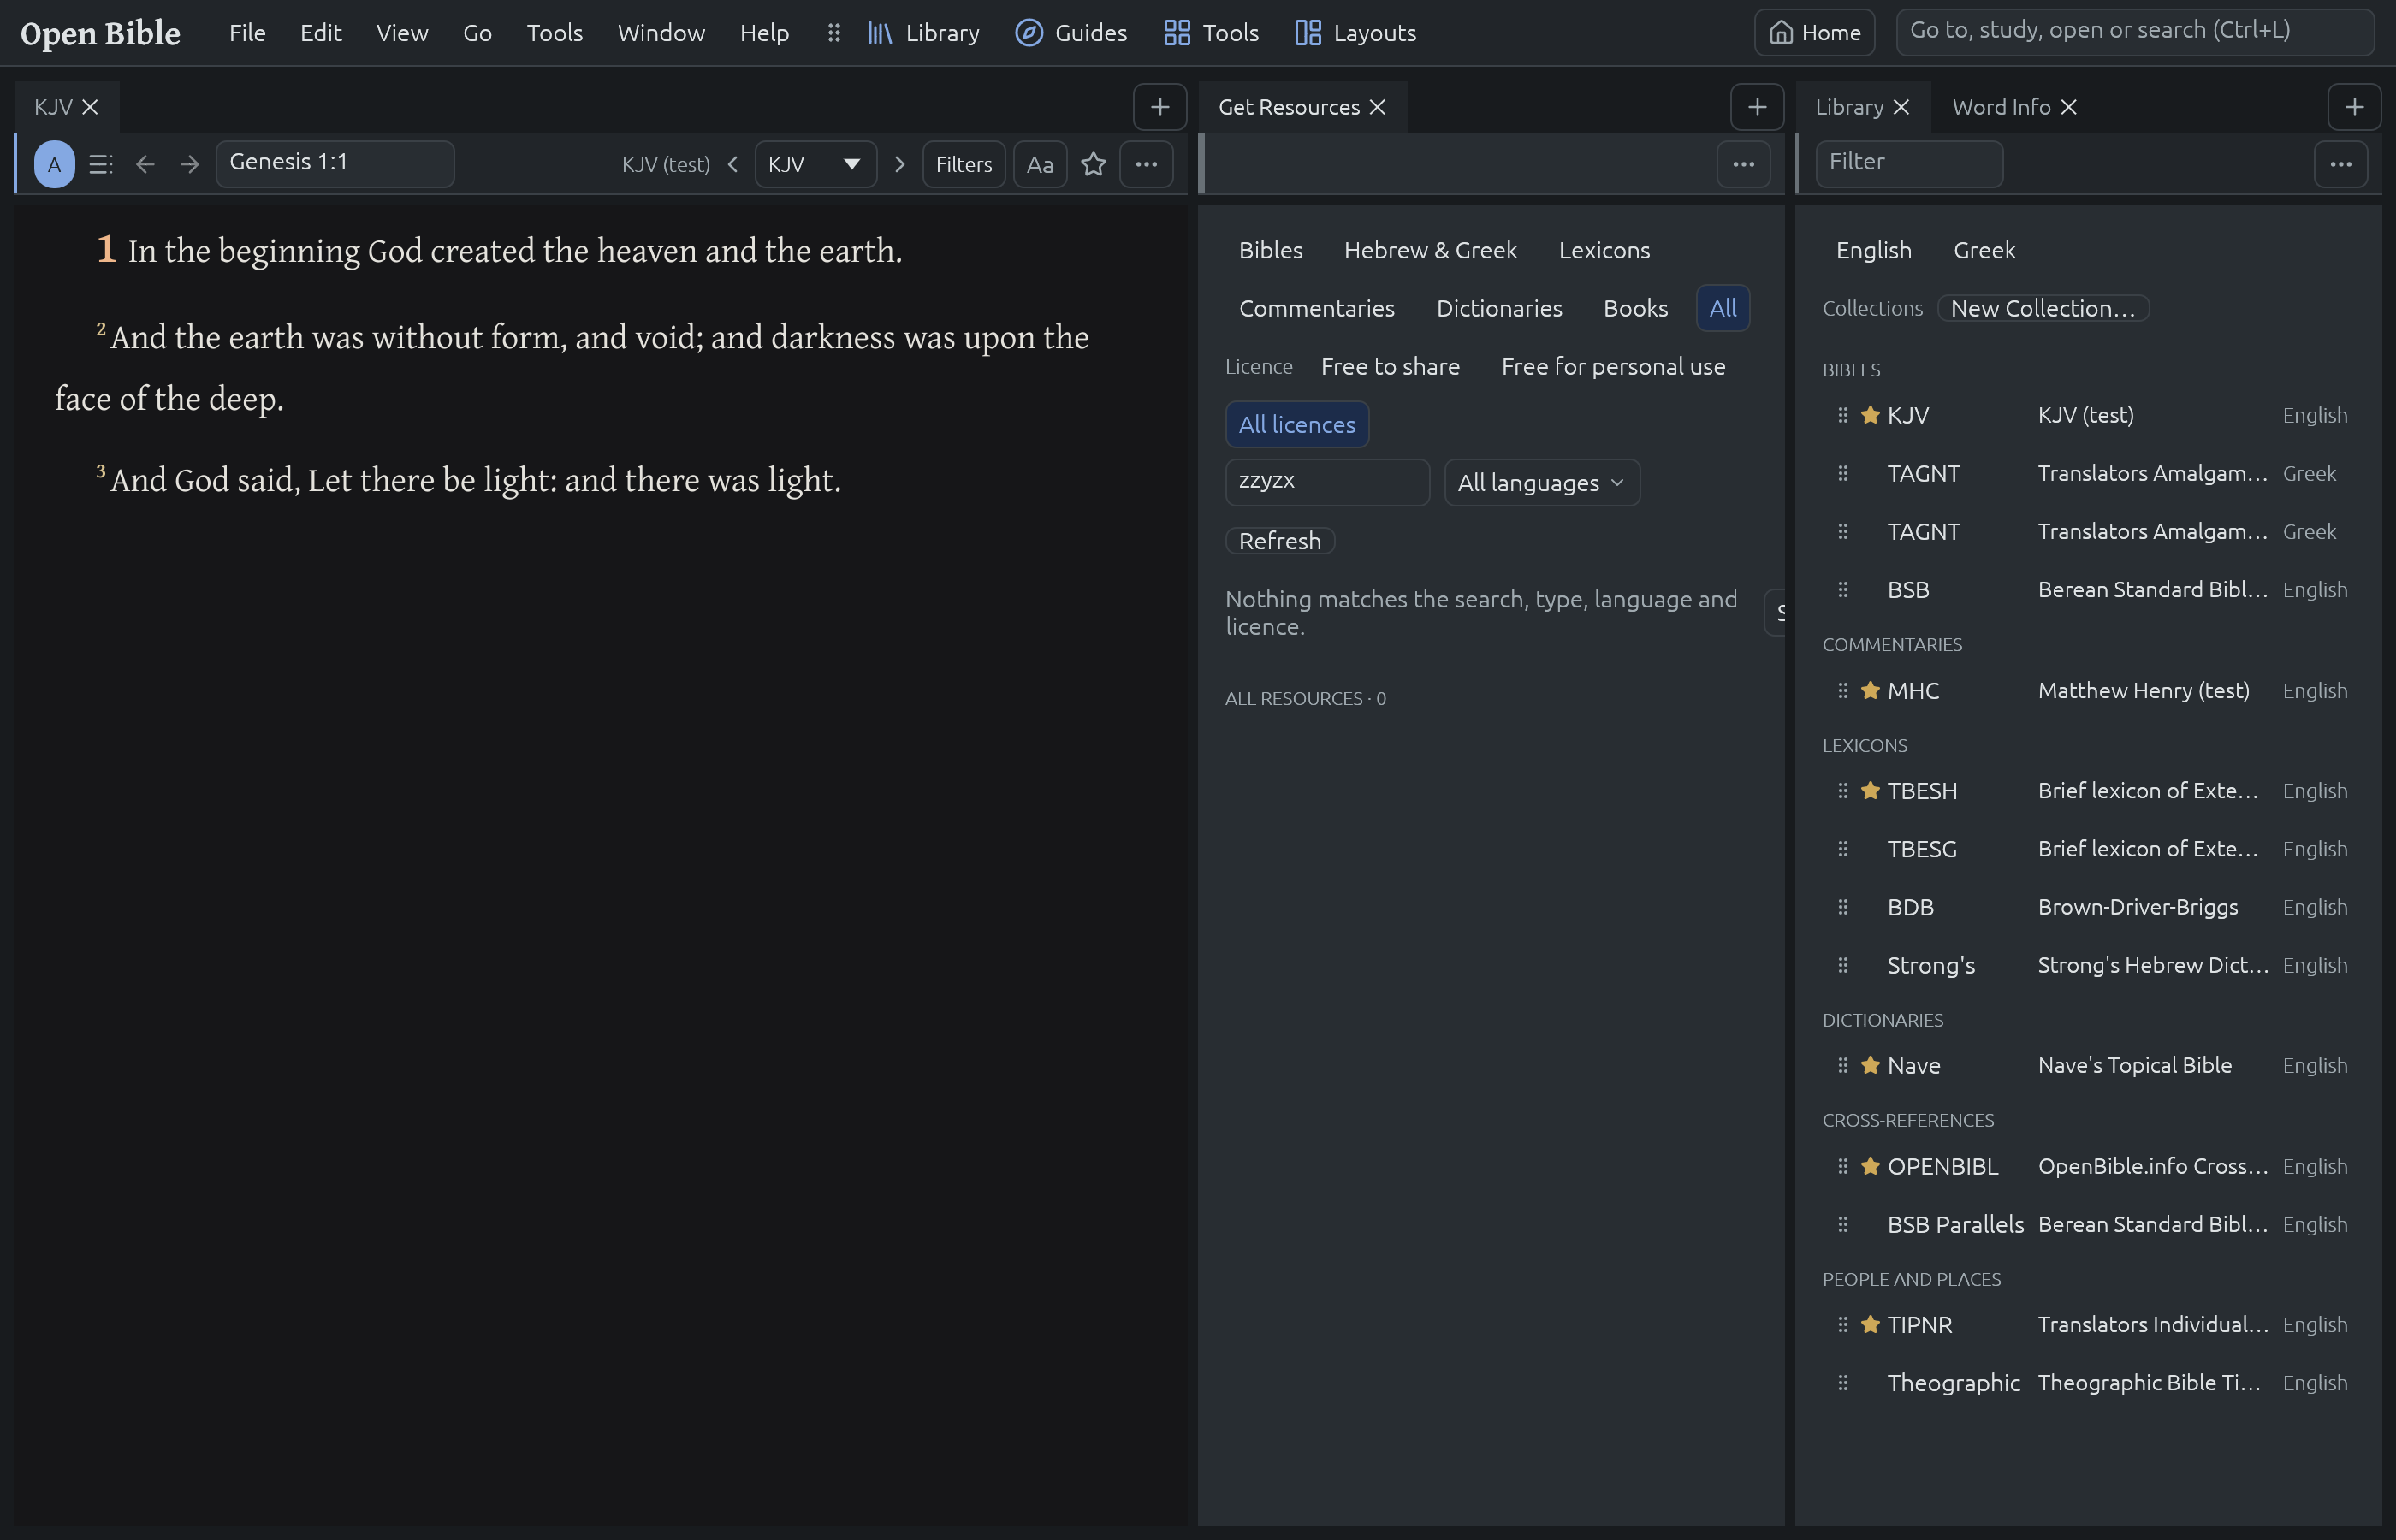 Open Bible File Edit View Go Tools Window Help Library Guides Tools Layouts Home Go to, study, open or search (Ctrl+L)
KJV
A Genesis 1:1 KJV (test) KJV Filters Aa
1 In the beginning God created the heaven and the earth.
2 And the earth was without form, and void; and darkness was upon the
face of the deep.
3 And God said, Let there be light: and there was light.
Get Resources
Bibles Hebrew & Greek Lexicons
Commentaries Dictionaries Books All
Licence Free to share Free for personal use
All licences
zzyzx All languages
Refresh
Nothing matches the search, type, language and
licence.
ALL RESOURCES · 0
Library Word Info
Filter
English Greek
Collections New Collection…
BIBLES
KJV KJV (test) English
TAGNT Translators Amalgam… Greek
TAGNT Translators Amalgam… Greek
BSB Berean Standard Bibl… English
COMMENTARIES
MHC Matthew Henry (test) English
LEXICONS
TBESH Brief lexicon of Exte… English
TBESG Brief lexicon of Exte… English
BDB Brown-Driver-Briggs English
Strong's Strong's Hebrew Dict… English
DICTIONARIES
Nave Nave's Topical Bible English
CROSS-REFERENCES
OPENBIBL OpenBible.info Cross… English
BSB Parallels Berean Standard Bibl… English
PEOPLE AND PLACES
TIPNR Translators Individual… English
Theographic Theographic Bible Ti… English